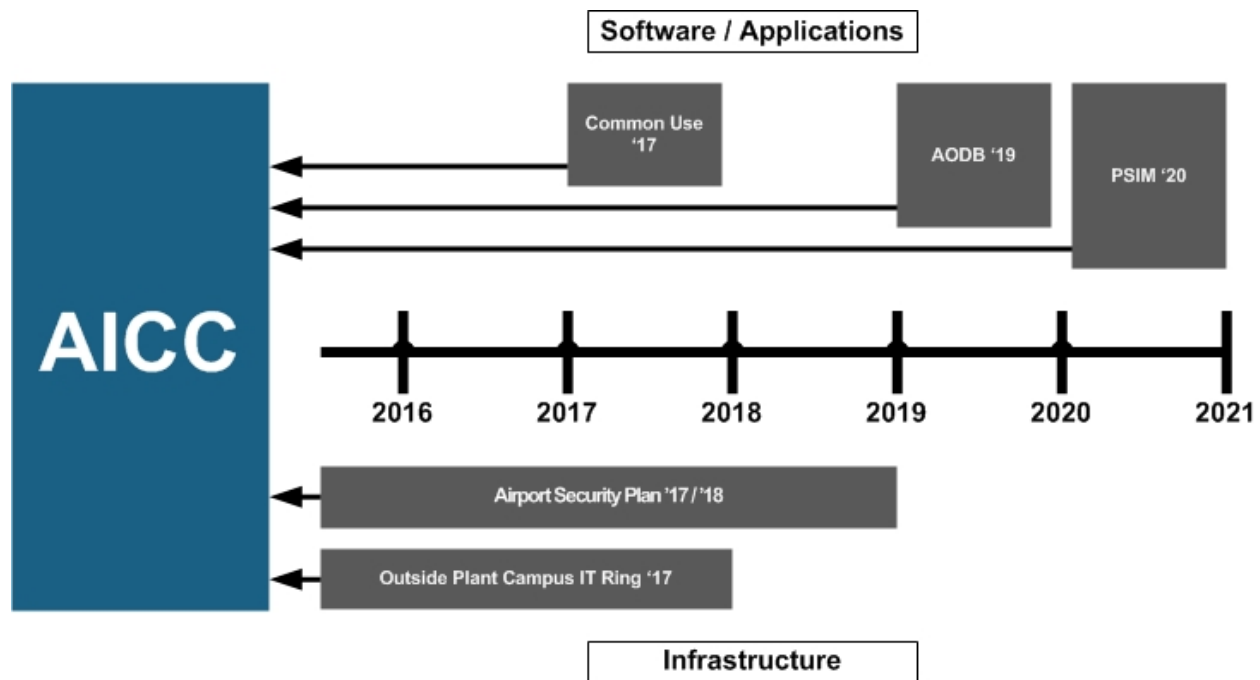 Software / Applications
Common Use
‘17
AODB ‘19
PSIM ‘20
AICC
2016
2017
2018
2019
2020
2021
Airport Security Plan ’17 / ’18
Outside Plant Campus IT Ring ‘17
Infrastructure